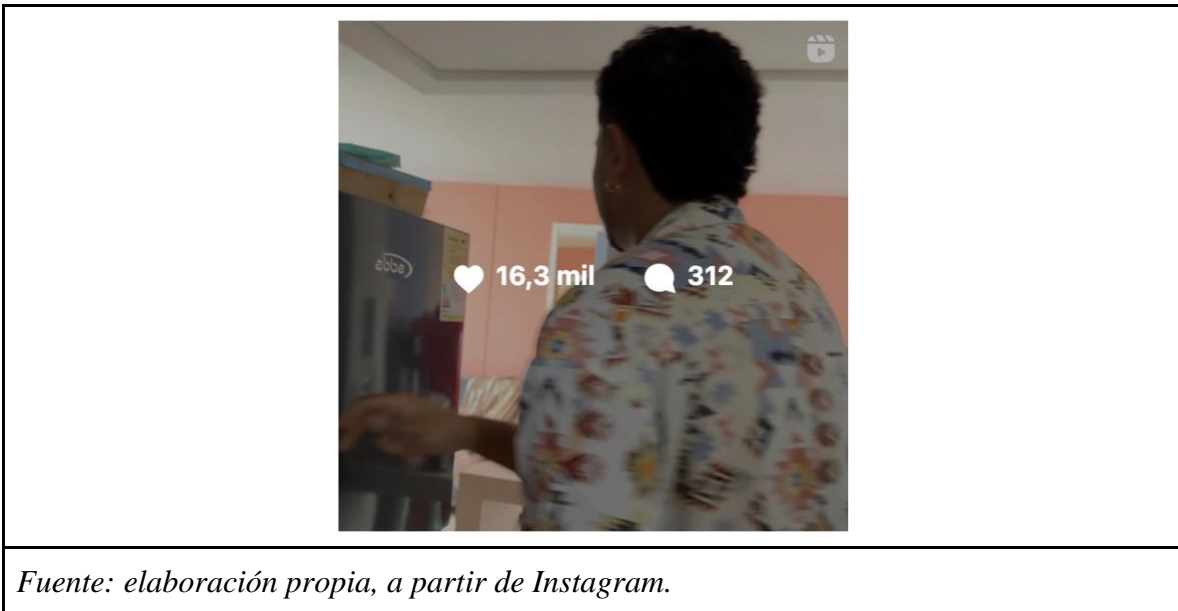 16,3 mil 312
Fuente: elaboración propia, a partir de Instagram.